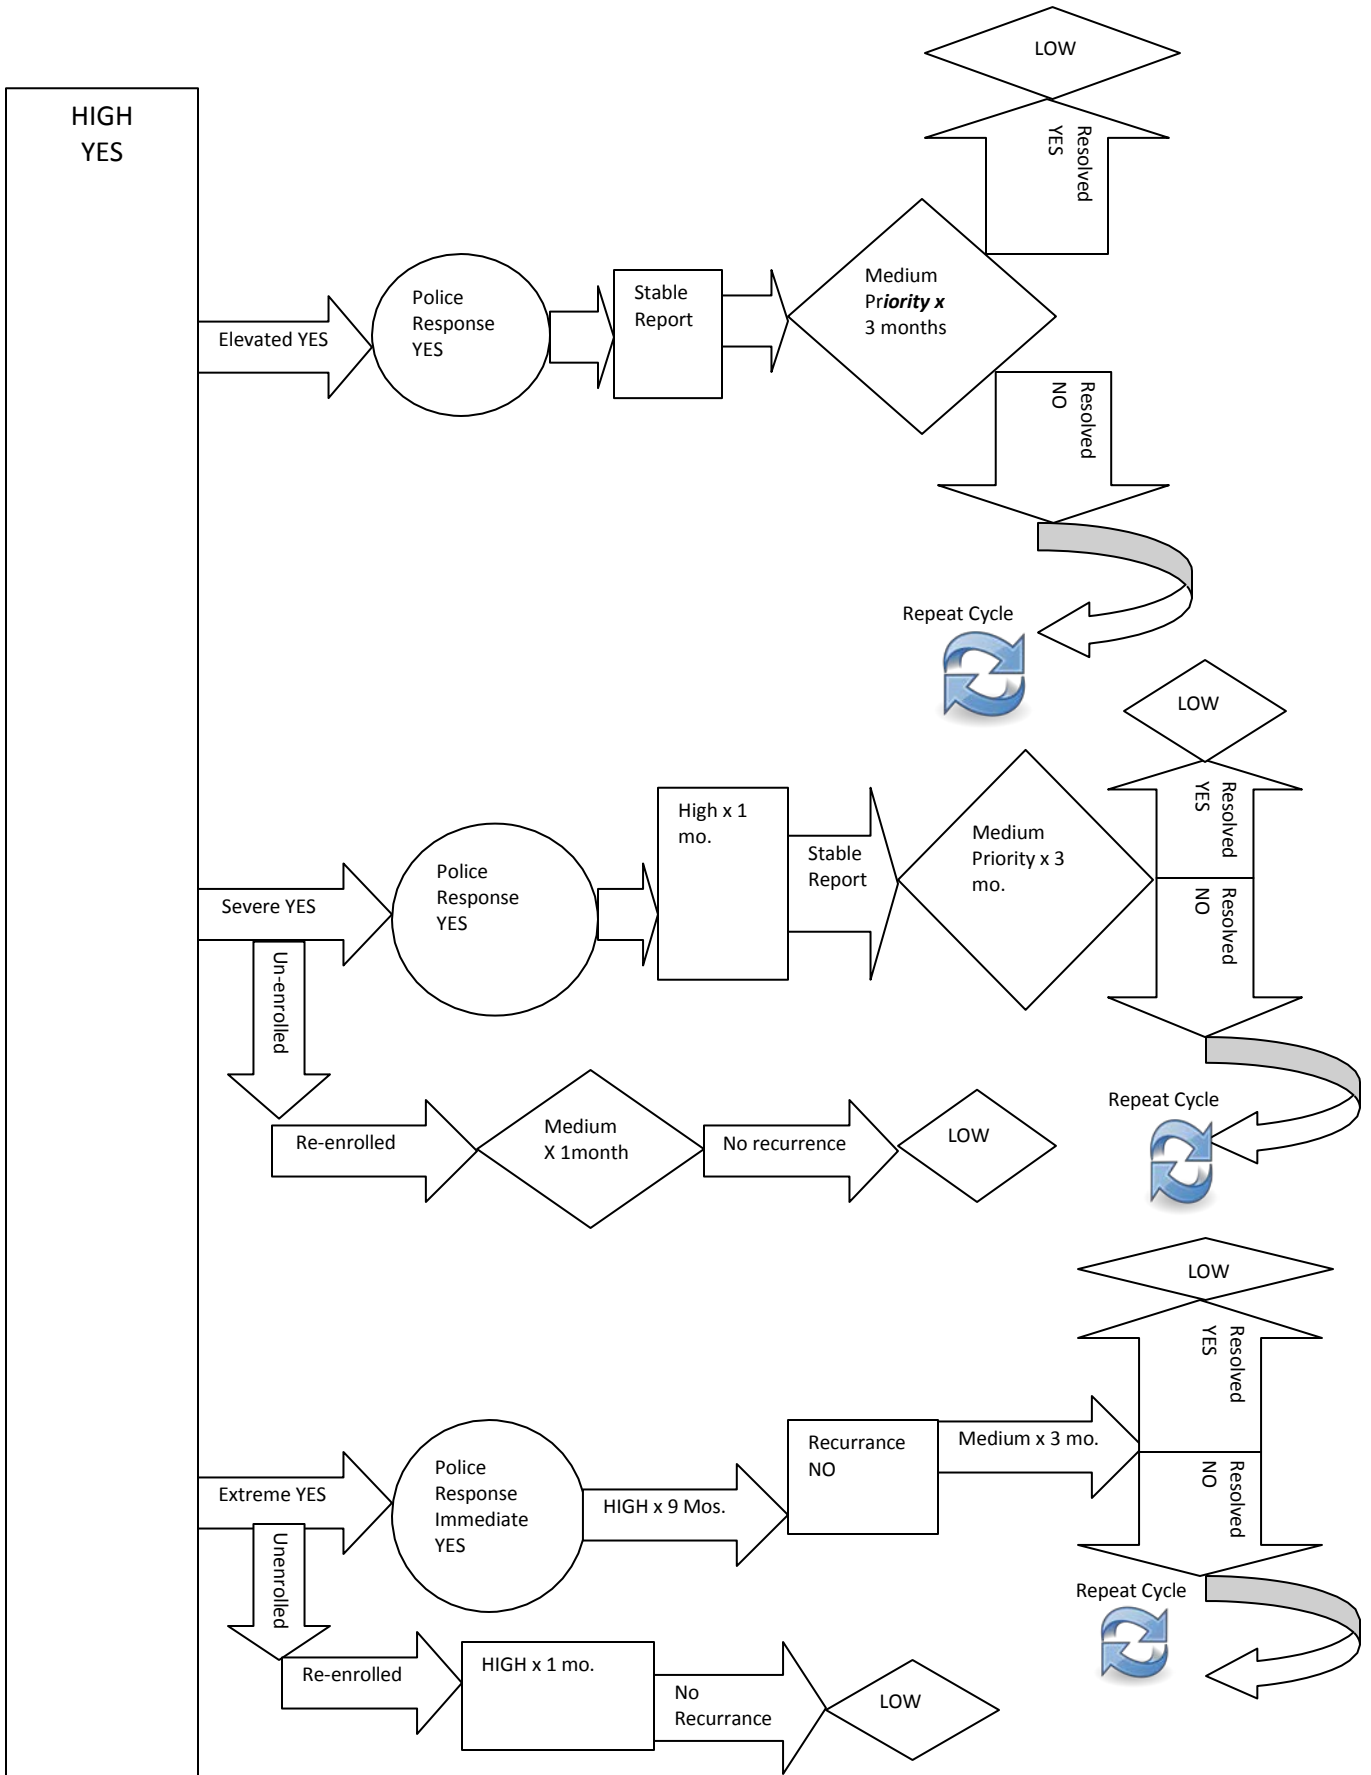 LOW
HIGH
YES
Resolved
YES
Elevated YES
Police
Response
YES
Stable
Report
Medium
Priority x
3 months
Resolved
NO
Repeat Cycle
LOW
Resolved
YES
Severe YES
Police
Response
YES
High x 1
mo.
Stable
Report
Medium
Priority x 3
mo.
Resolved
NO
Un-enrolled
Repeat Cycle
Re-enrolled
Medium
X 1month
No recurrence
LOW
LOW
Resolved
YES
Extreme YES
Police
Response
Immediate
YES
HIGH x 9 Mos.
Recurrance
NO
Medium x 3 mo.
Resolved
NO
Unenrolled
Repeat Cycle
Re-enrolled
HIGH x 1 mo.
No
Recurrance
LOW